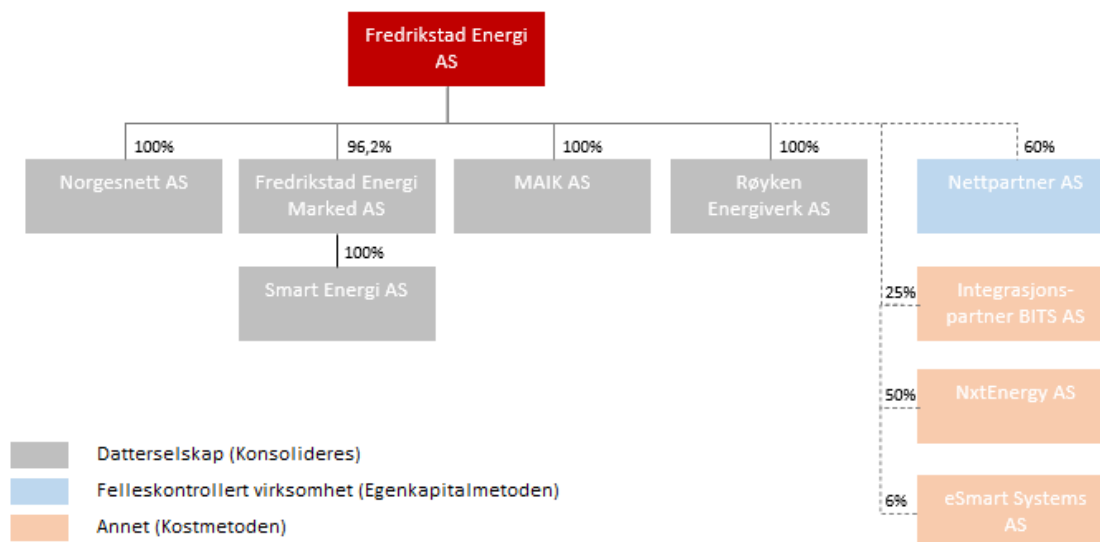 Fredrikstad Energi
AS
100%
96,2%
100%
100%
60%
Norgesnett AS
Fredrikstad Energi
Marked AS
MAIK AS
Røyken
Energiverk AS
Nettpartner AS
100%
Smart Energi AS
25%
Integrasjons-
partner BITS AS
50%
NxtEnergy AS
6%
eSmart Systems
AS
Datterselskap (Konsolideres)
Felleskontrollert virksomhet (Egenkapitalmetoden)
Annet (Kostmetoden)